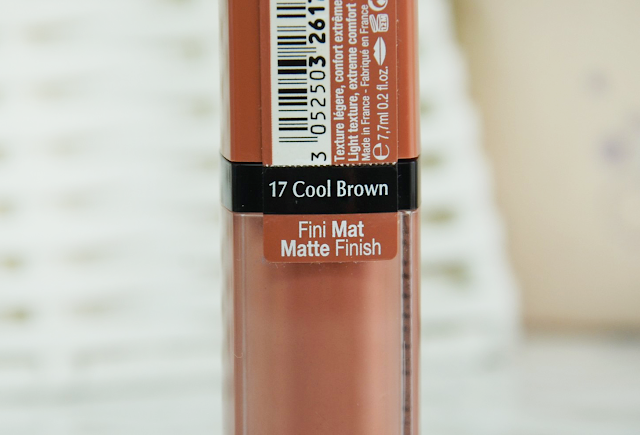 3 052503 2617
Texture légère, confort extrême
Light texture, extreme comfort
Made in France - Fabriqué en France
e 7,7ml 0.2 fl.oz.
17 Cool Brown
Fini Mat
Matte Finish